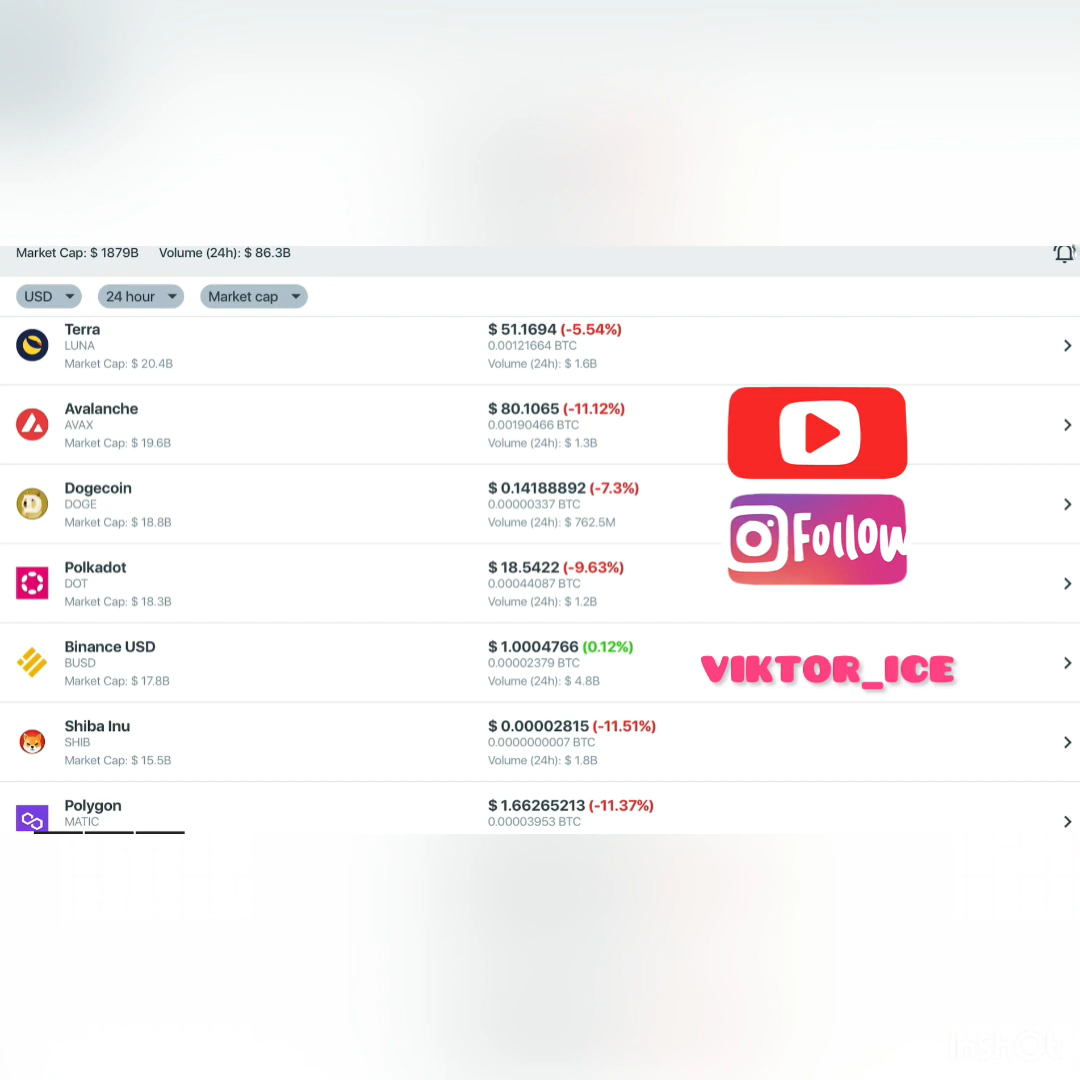 Market Cap: $ 1879B Volume (24h): $ 86.3B
USD 24 hour Market cap
Terra $ 51.1694 (-5.54%)
LUNA 0.00121664 BTC
Market Cap: $ 20.4B Volume (24h): $ 1.6B
Avalanche $ 80.1065 (-11.12%)
AVAX 0.00190466 BTC
Market Cap: $ 19.6B Volume (24h): $ 1.3B
Dogecoin $ 0.14188892 (-7.3%)
DOGE 0.00000337 BTC
Market Cap: $ 18.8B Volume (24h): $ 762.5M
Follow
Polkadot $ 18.5422 (-9.63%)
DOT 0.00044087 BTC
Market Cap: $ 18.3B Volume (24h): $ 1.2B
Binance USD $ 1.0004766 (0.12%)
BUSD 0.00002379 BTC
VIKTOR_ICE
Market Cap: $ 17.8B Volume (24h): $ 4.8B
Shiba Inu $ 0.00002815 (-11.51%)
SHIB 0.0000000007 BTC
Market Cap: $ 15.5B Volume (24h): $ 1.8B
Polygon $ 1.66265213 (-11.37%)
MATIC 0.00003953 BTC
InShOt